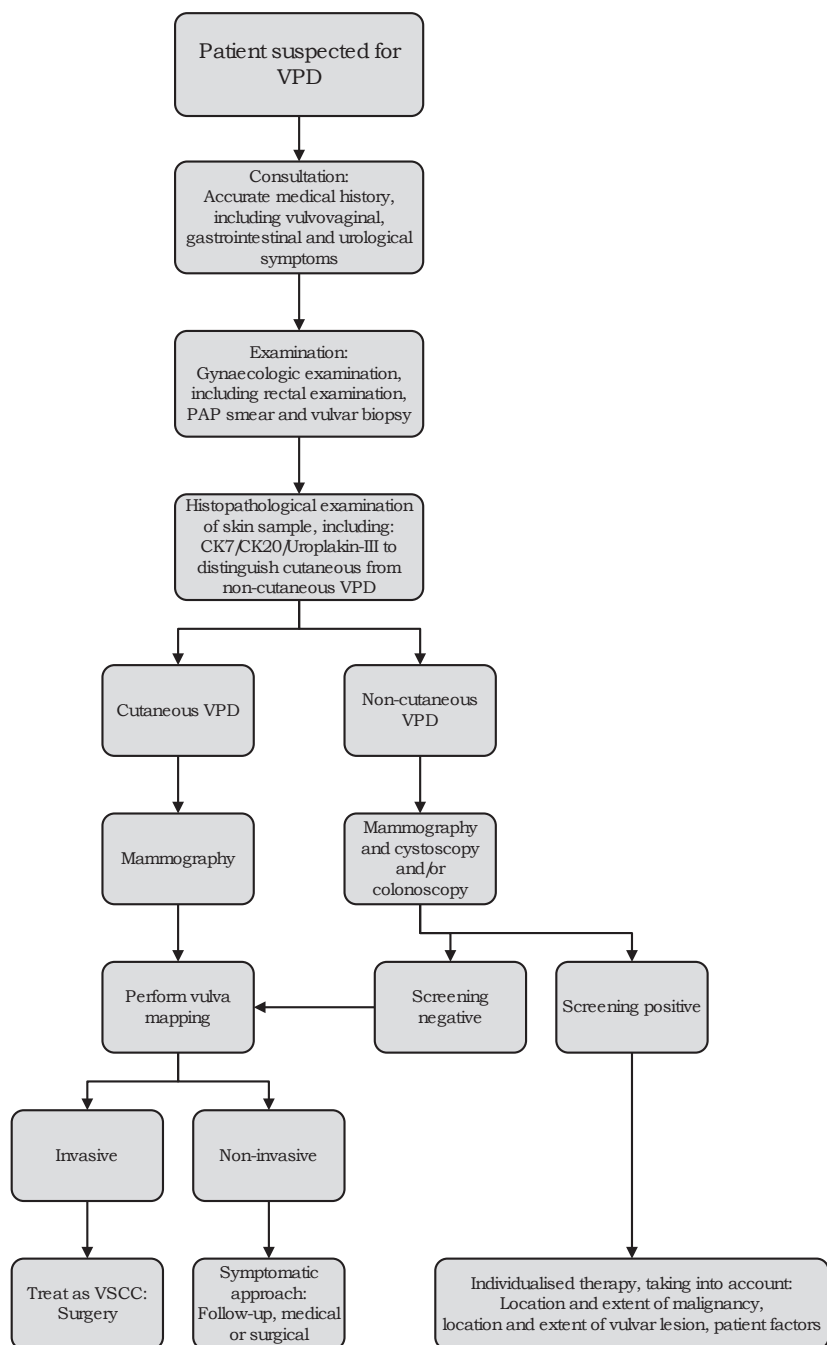 Patient suspected for
VPD
Consultation:
Accurate medical history,
including vulvovaginal,
gastrointestinal and urological
symptoms
Examination:
Gynaecologic examination,
including rectal examination,
PAP smear and vulvar biopsy
Histopathological examination
of skin sample, including:
CK7/CK20/Uroplakin-III to
distinguish cutaneous from
non-cutaneous VPD
Cutaneous VPD
Non-cutaneous
VPD
Mammography
Mammography
and cystoscopy
and/or
colonoscopy
Perform vulva
mapping
Screening
negative
Screening positive
Invasive
Non-invasive
Treat as VSCC:
Surgery
Symptomatic
approach:
Follow-up, medical
or surgical
Individualised therapy, taking into account:
Location and extent of malignancy,
location and extent of vulvar lesion, patient factors